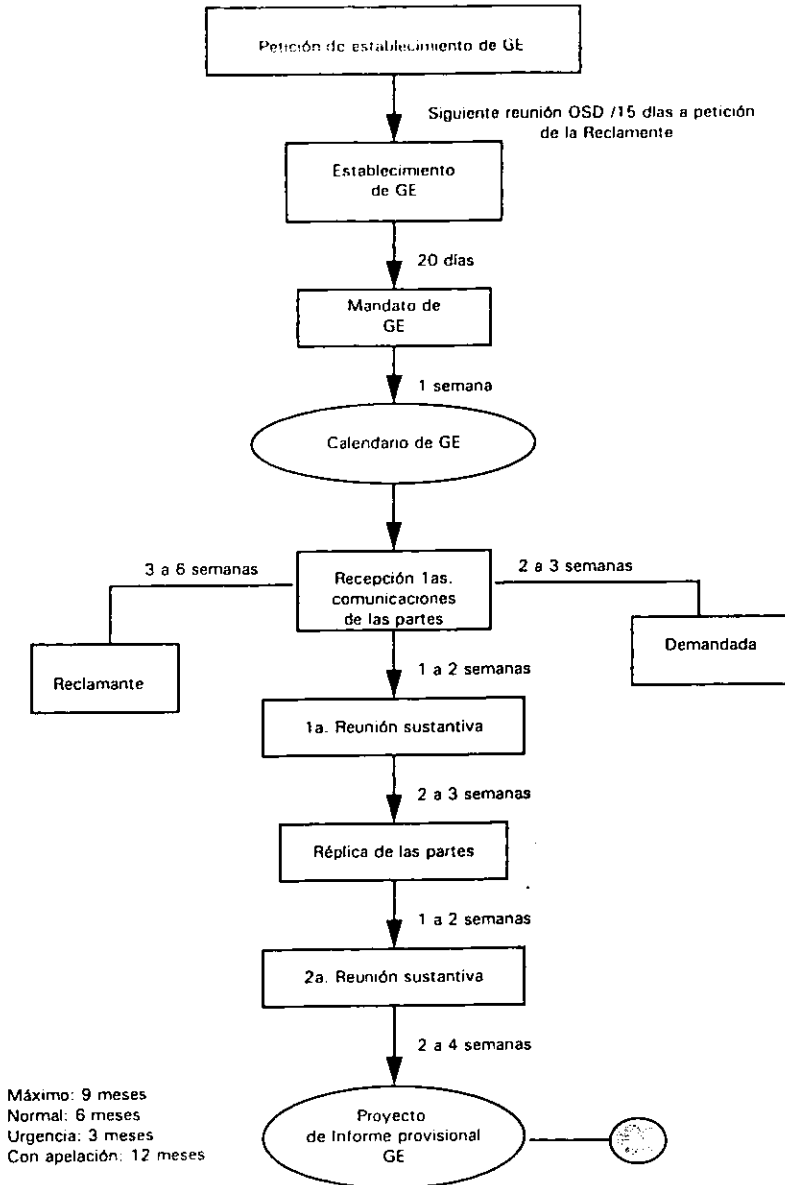 Petición de establecimiento de GE
Siguiente reunión OSD /15 días a petición
de la Reclamente
Establecimiento
de GE
20 días
Mandato de
GE
1 semana
Calendario de GE
3 a 6 semanas
Recepción 1as.
comunicaciones
de las partes
2 a 3 semanas
Reclamante
Demandada
1 a 2 semanas
1a. Reunión sustantiva
2 a 3 semanas
Réplica de las partes
1 a 2 semanas
2a. Reunión sustantiva
2 a 4 semanas
Máximo: 9 meses
Normal: 6 meses
Urgencia: 3 meses
Con apelación: 12 meses
Proyecto
de Informe provisional
GE